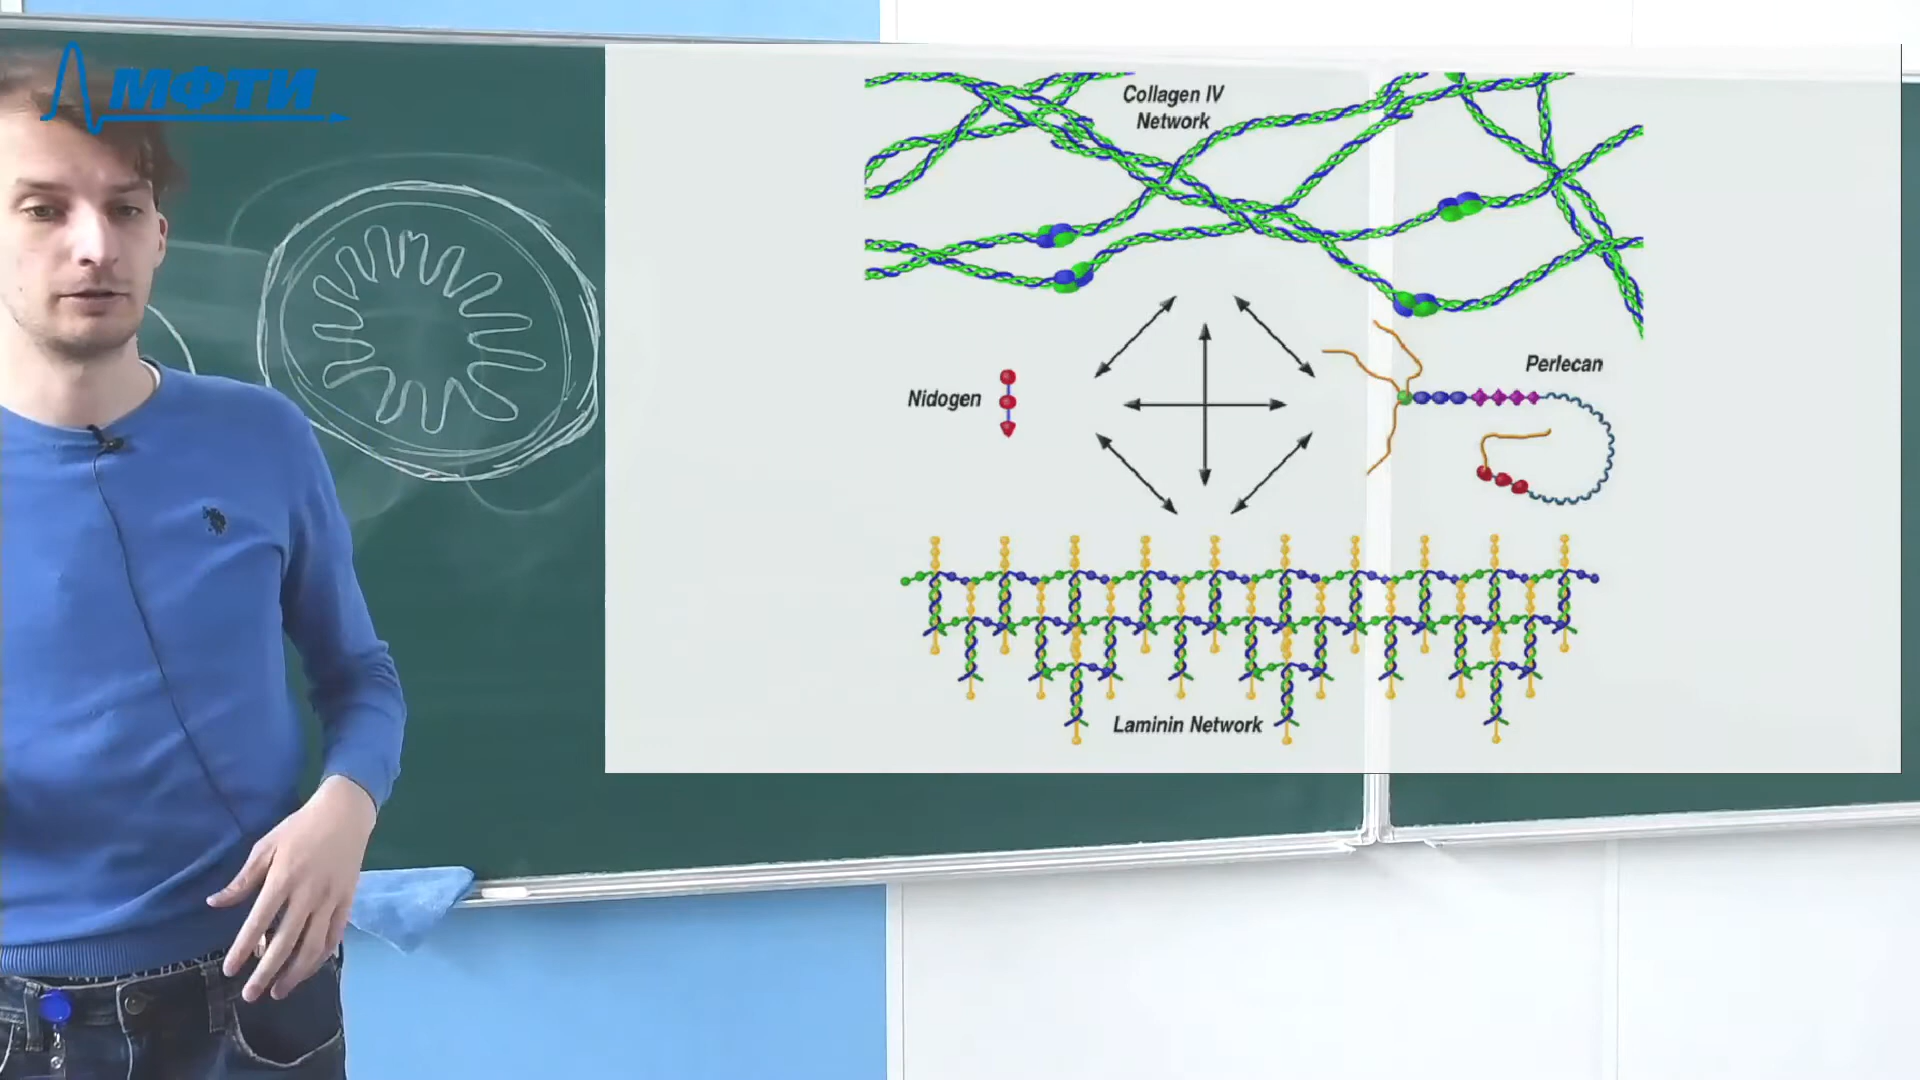 МФТИ
Collagen IV
Network
Nidogen
Perlecan
Laminin Network